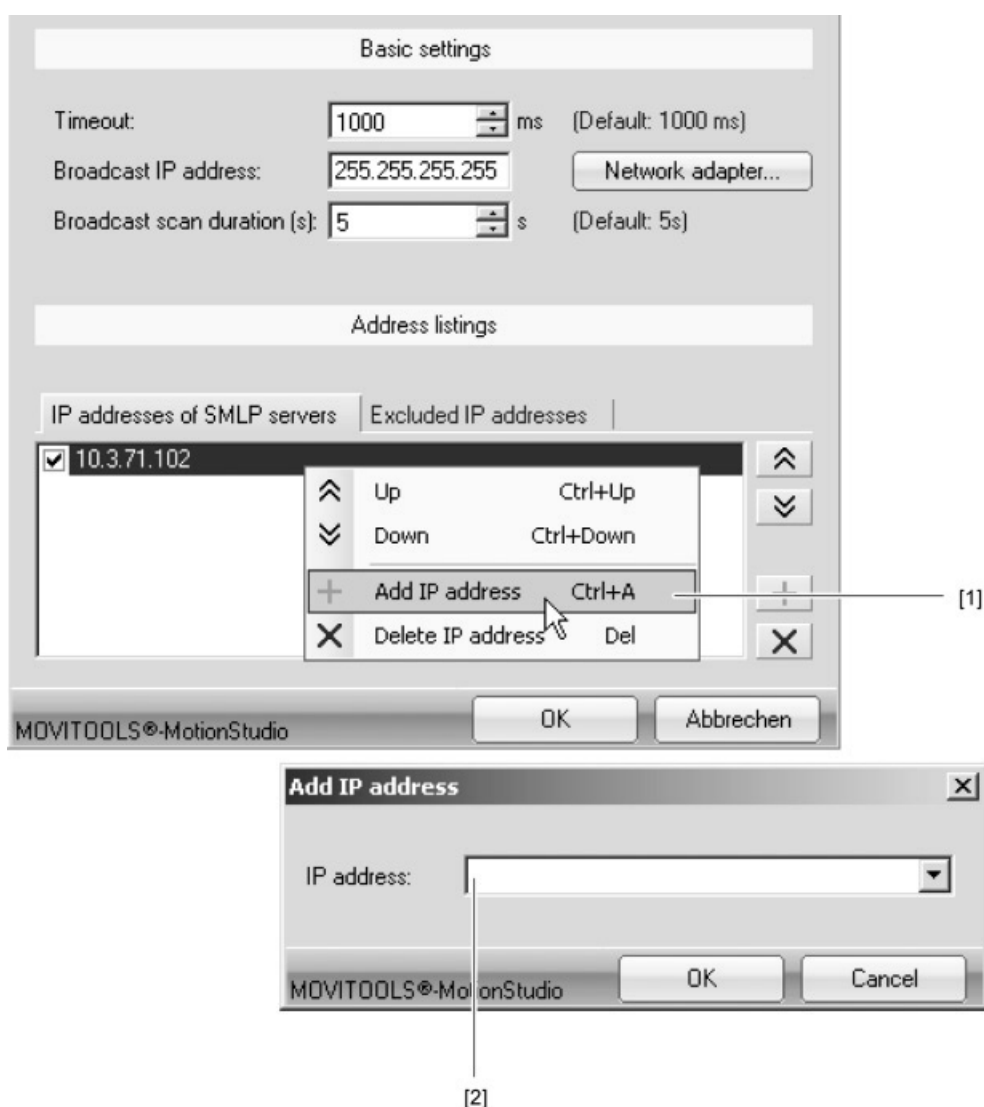 Basic settings
Timeout: 1000 ms (Default: 1000 ms)
Broadcast IP address: 255.255.255.255 Network adapter...
Broadcast scan duration (s): 5 s (Default: 5s)
Address listings
IP addresses of SMLP servers Excluded IP addresses
10.3.71.102
Up Ctrl+Up
Down Ctrl+Down
Add IP address Ctrl+A [1]
Delete IP address Del
MOVITOOLS®-MotionStudio OK Abbrechen
Add IP address
IP address:
MOVITOOLS®-MotionStudio OK Cancel
[2]